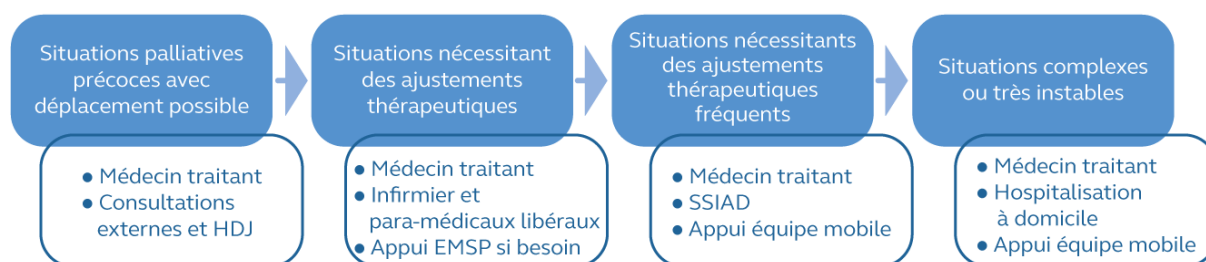 Situations palliatives
précoces avec
déplacement possible
● Médecin traitant
● Consultations
externes et HDJ
Situations nécessitant
des ajustements
thérapeutiques
● Médecin traitant
● Infirmier et
para-médicaux libéraux
● Appui EMSP si besoin
Situations nécessitants
des ajustements
thérapeutiques
fréquents
● Médecin traitant
● SSIAD
● Appui équipe mobile
Situations complexes
ou très instables
● Médecin traitant
● Hospitalisation
à domicile
● Appui équipe mobile